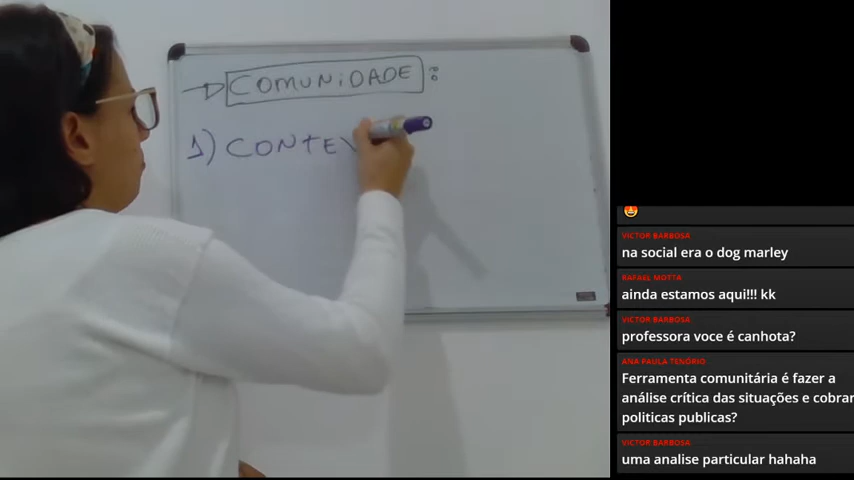 → COMUNIDADE:
1) CONTE
VICTOR BARBOSA
na social era o dog marley
RAFAEL MOTTA
ainda estamos aqui!!! kk
VICTOR BARBOSA
professora voce é canhota?
ANA PAULA TENÓRIO
Ferramenta comunitária é fazer a
análise crítica das situações e cobrar
politicas publicas?
VICTOR BARBOSA
uma analise particular hahaha